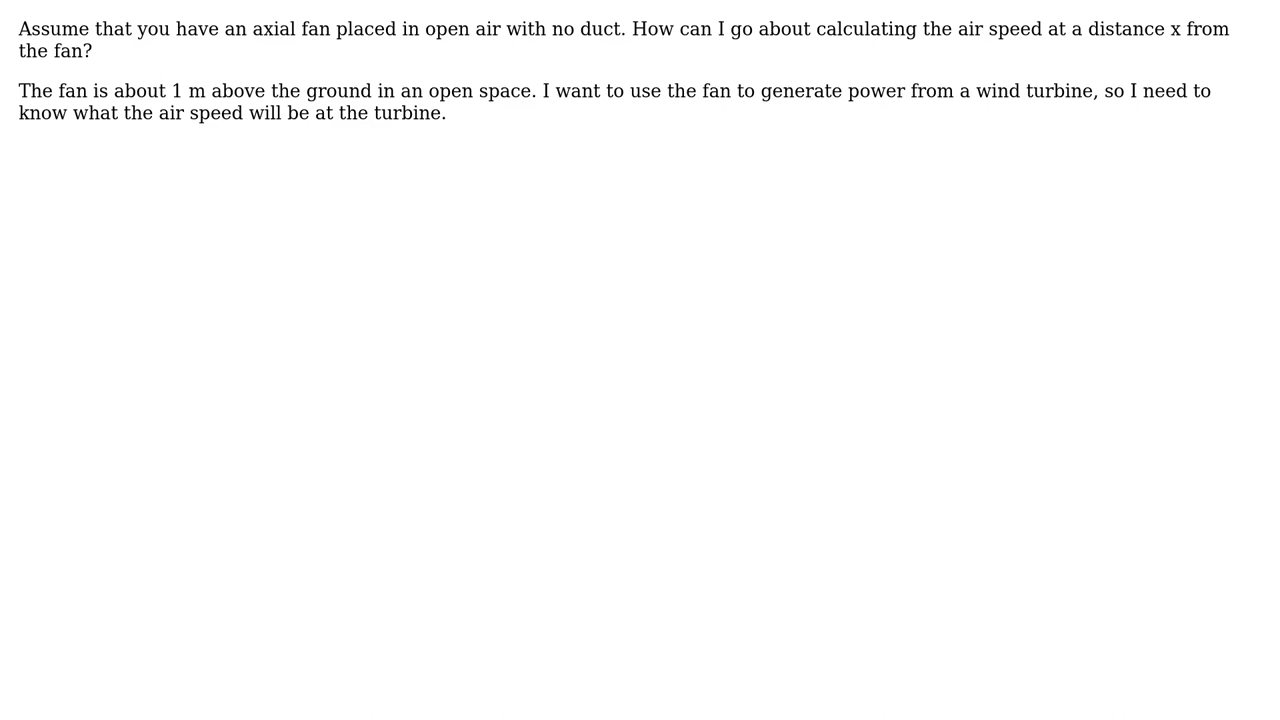 Assume that you have an axial fan placed in open air with no duct. How can I go about calculating the air speed at a distance x from
the fan?
The fan is about 1 m above the ground in an open space. I want to use the fan to generate power from a wind turbine, so I need to
know what the air speed will be at the turbine.